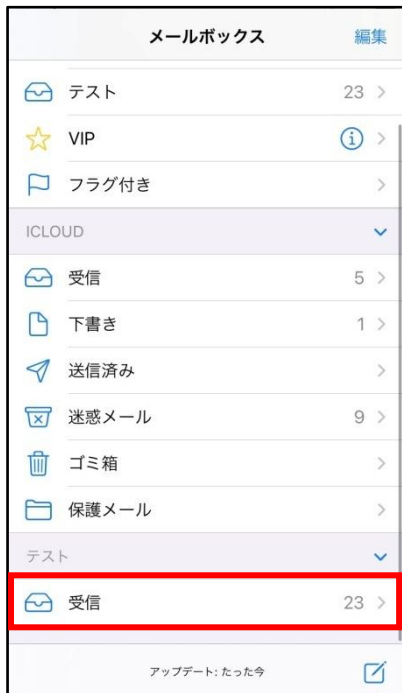 メールボックス 編集
テスト 23
VIP
フラグ付き
ICLOUD
受信 5
下書き 1
送信済み
迷惑メール 9
ゴミ箱
保護メール
テスト
受信 23
アップデート: たった今